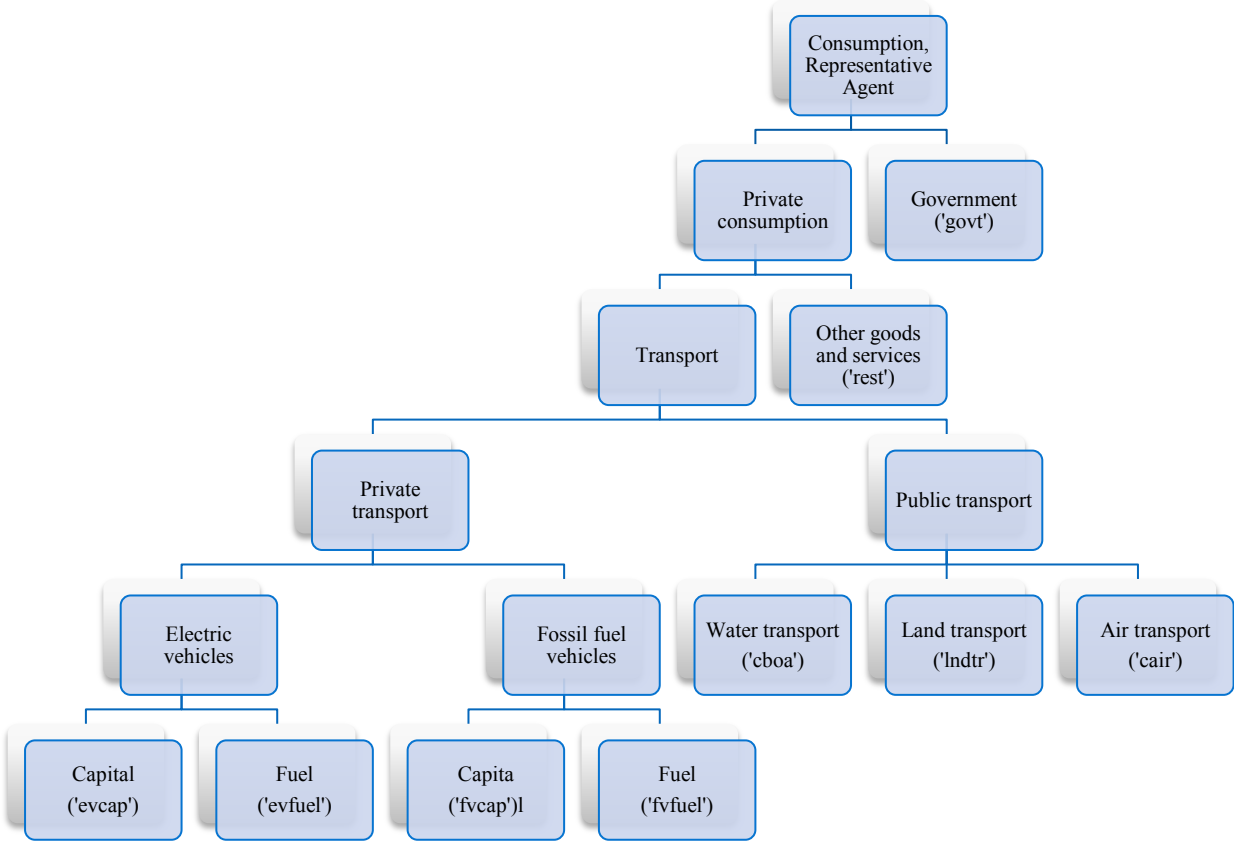 Consumption,
Representative
Agent
Private
consumption
Government
('govt')
Transport
Other goods
and services
('rest')
Private
transport
Public transport
Electric
vehicles
Fossil fuel
vehicles
Water transport
('cboa')
Land transport
('lndtr')
Air transport
('cair')
Capital
('evcap')
Fuel
('evfuel')
Capita
('fvcap')l
Fuel
('fvfuel')